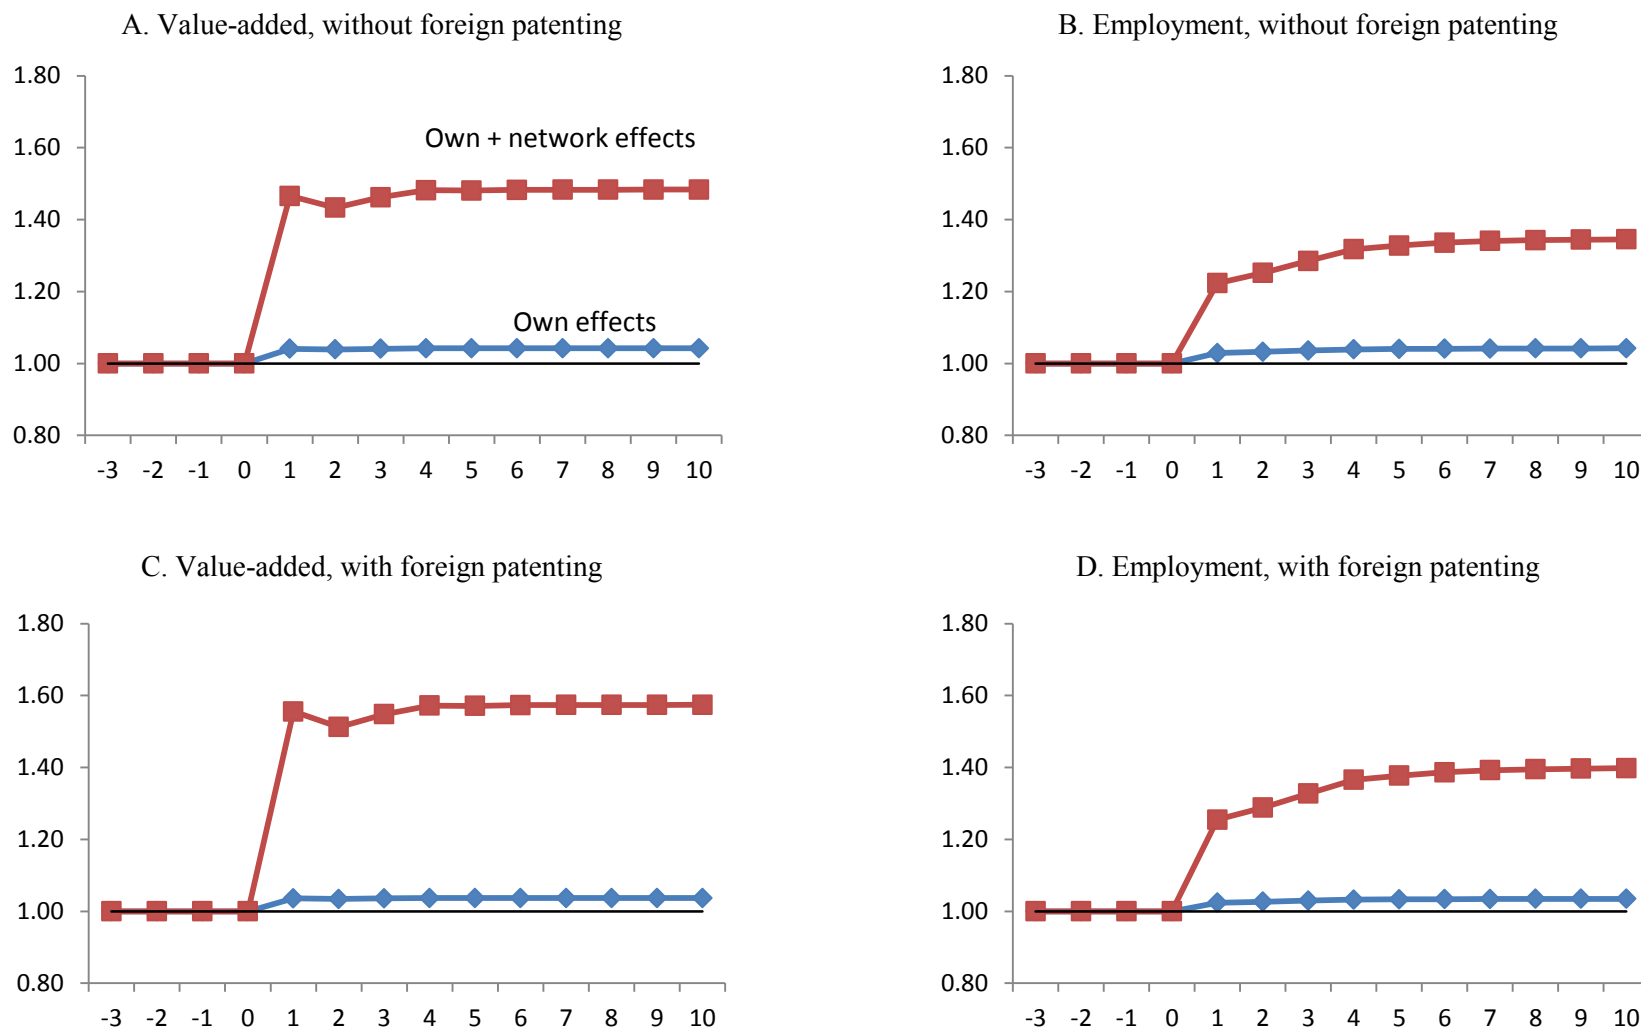 A. Value-added, without foreign patenting
1.80
1.60
1.40
1.20
1.00
0.80
Own + network effects
Own effects
-3 -2 -1 0 1 2 3 4 5 6 7 8 9 10
B. Employment, without foreign patenting
1.80
1.60
1.40
1.20
1.00
0.80
-3 -2 -1 0 1 2 3 4 5 6 7 8 9 10
C. Value-added, with foreign patenting
1.80
1.60
1.40
1.20
1.00
0.80
-3 -2 -1 0 1 2 3 4 5 6 7 8 9 10
D. Employment, with foreign patenting
1.80
1.60
1.40
1.20
1.00
0.80
-3 -2 -1 0 1 2 3 4 5 6 7 8 9 10